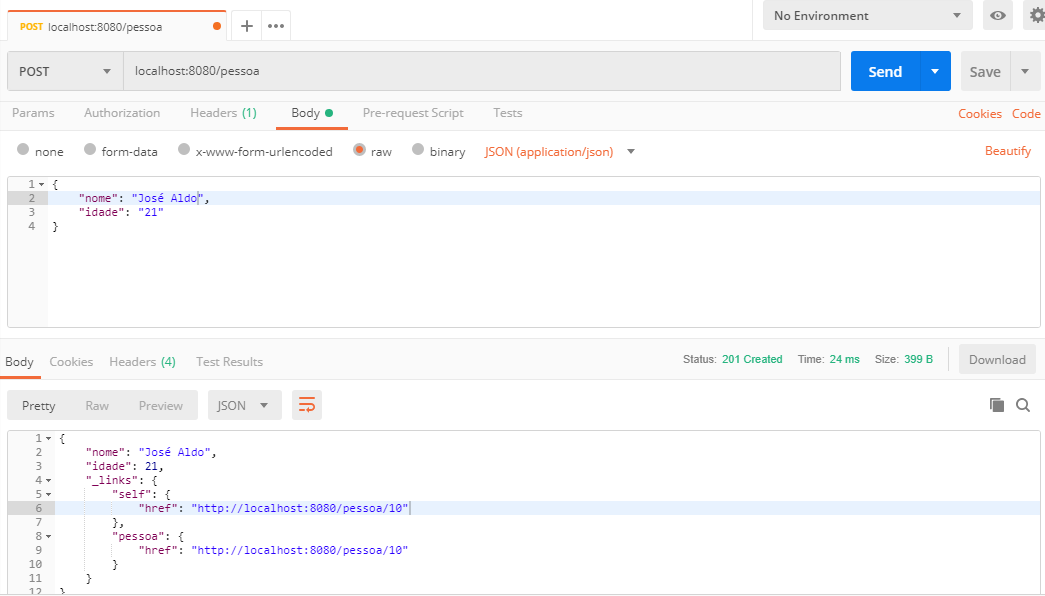 POST localhost:8080/pessoa + ••• No Environment
POST localhost:8080/pessoa Send Save
Params Authorization Headers (1) Body Pre-request Script Tests Cookies Code
none form-data x-www-form-urlencoded raw binary JSON (application/json) Beautify
1 {
2 "nome": "José Aldo",
3 "idade": "21"
4 }
Body Cookies Headers (4) Test Results Status: 201 Created Time: 24 ms Size: 399 B Download
Pretty Raw Preview JSON
1 {
2 "nome": "José Aldo",
3 "idade": 21,
4 "_links": {
5 "self": {
6 "href": "http://localhost:8080/pessoa/10"
7 },
8 "pessoa": {
9 "href": "http://localhost:8080/pessoa/10"
10 }
11 }
12 }